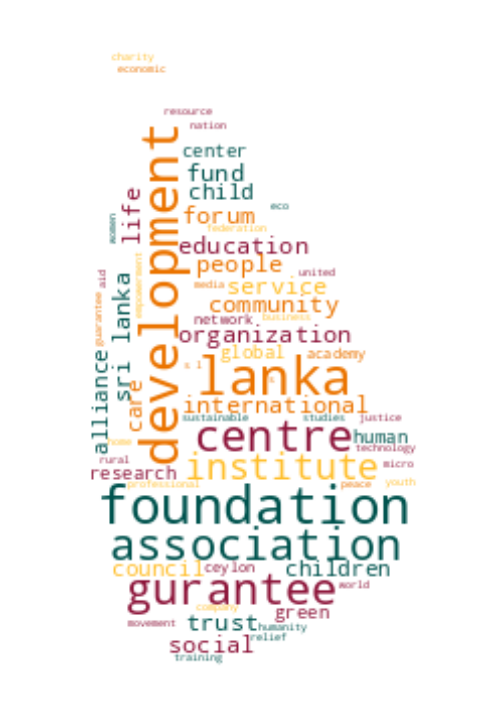 charity
economic
resource
nation
development
center
fund
child
life
eco
women
forum
federation
education
people
aid
united
empowerment
media
service
sri lanka
guarantee
community
network
business
organization
global
academy
alliance
s l
lanka
care
international
sustainable
studies
justice
centre
human
home
technology
rural
research
institute
micro
professional
peace
youth
foundation
association
council
ceylon
children
gurantee
world
company
green
movement
trust
humanity
social
relief
training